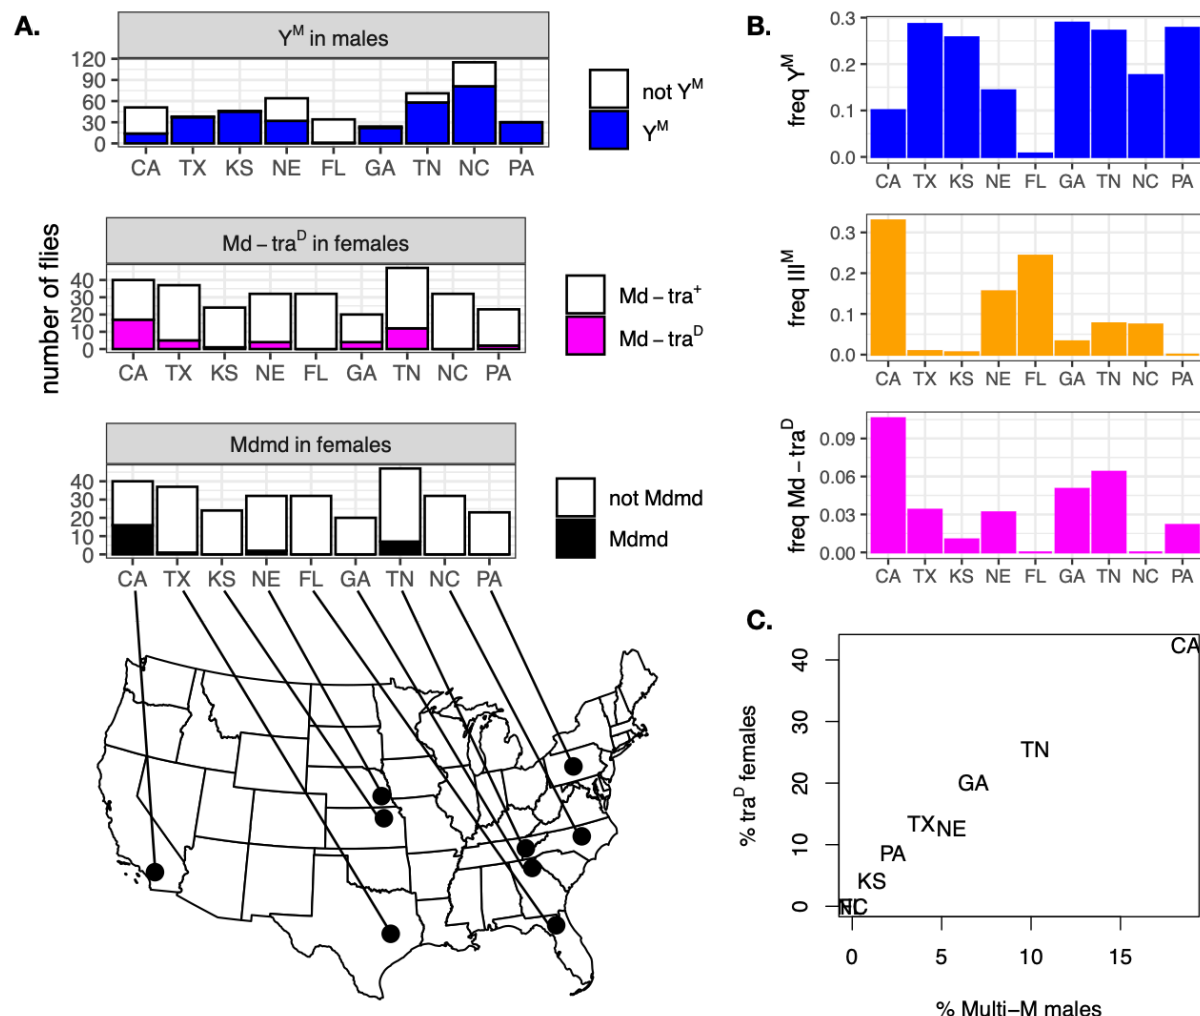 A.
Y^M in males
120
90
60
30
0
CA TX KS NE FL GA TN NC PA
not Y^M
Y^M
number of flies
Md − tra^D in females
40
30
20
10
0
CA TX KS NE FL GA TN NC PA
Md − tra^+
Md − tra^D
Mdmd in females
40
30
20
10
0
CA TX KS NE FL GA TN NC PA
not Mdmd
Mdmd
B.
freq Y^M
0.3
0.2
0.1
0.0
CA TX KS NE FL GA TN NC PA
freq III^M
0.3
0.2
0.1
0.0
CA TX KS NE FL GA TN NC PA
freq Md − tra^D
0.09
0.06
0.03
0.00
CA TX KS NE FL GA TN NC PA
C.
% tra^D females
40
30
20
10
0
CA
TN
GA
TX NE
PA
KS
FL NC
0 5 10 15
% Multi−M males